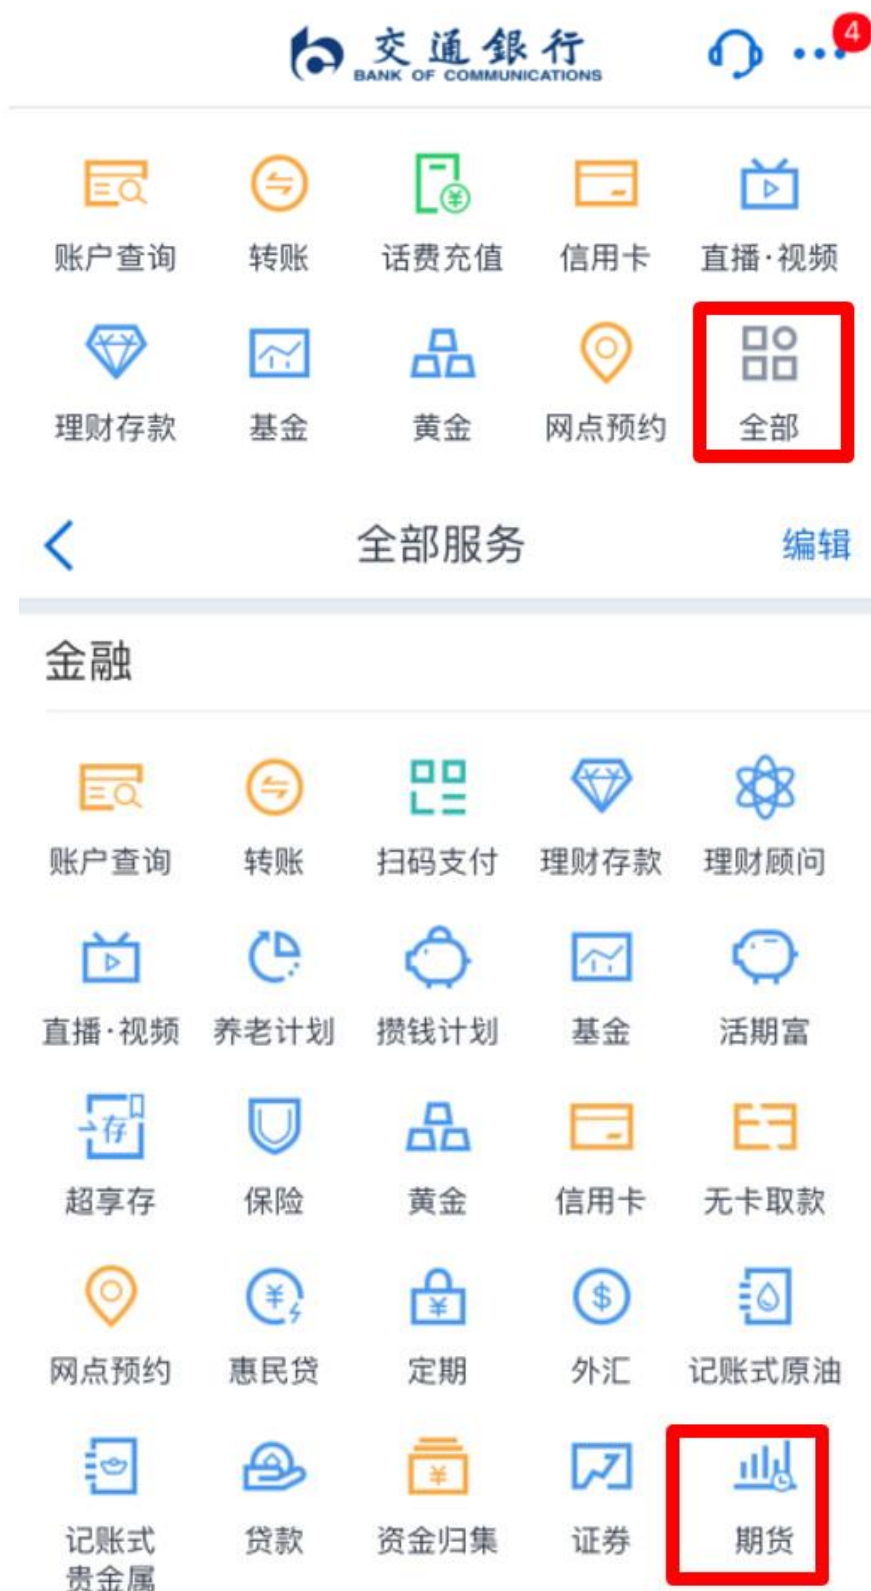 交通銀行
BANK OF COMMUNICATIONS
4
账户查询 转账 话费充值 信用卡 直播·视频
理财存款 基金 黄金 网点预约 全部
全部服务 编辑
金融
账户查询 转账 扫码支付 理财存款 理财顾问
直播·视频 养老计划 攒钱计划 基金 活期富
存
超享存 保险 黄金 信用卡 无卡取款
¥ ¥ $
网点预约 惠民贷 定期 外汇 记账式原油
¥
记账式 贷款 资金归集 证券 期货
贵金属